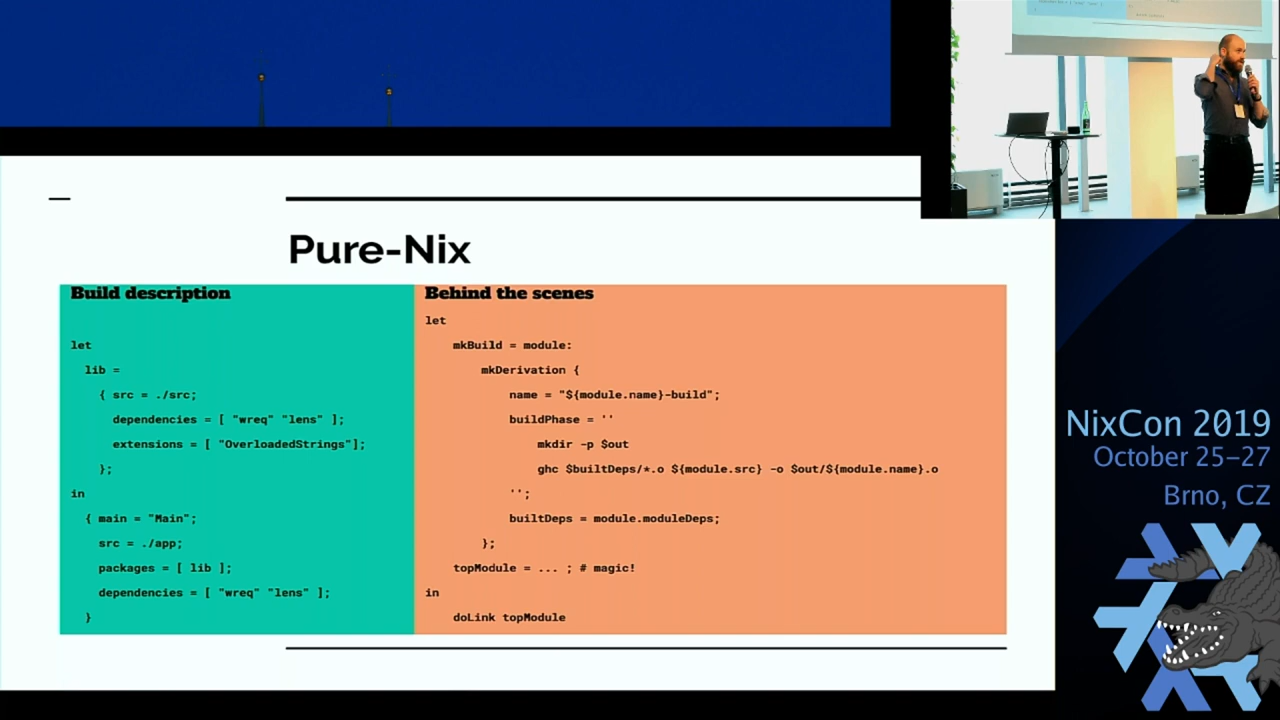 Pure-Nix
Build description
let
lib =
{ src = ./src;
dependencies = [ "wreq" "lens" ];
extensions = [ "OverloadedStrings"];
};
in
{ main = "Main";
src = ./app;
packages = [ lib ];
dependencies = [ "wreq" "lens" ];
}
Behind the scenes
let
mkBuild = module:
mkDerivation {
name = "${module.name}-build";
buildPhase = ''
mkdir -p $out
ghc $builtDeps/*.o ${module.src} -o $out/${module.name}.o
'';
builtDeps = module.moduleDeps;
};
topModule = ... ; # magic!
in
doLink topModule
NixCon 2019
October 25-27
Brno, CZ